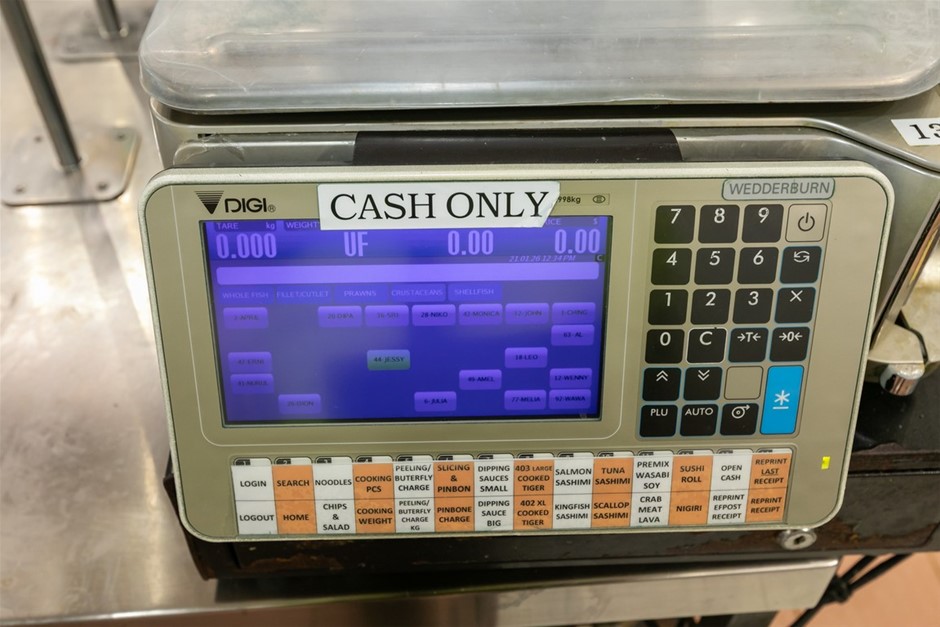 13
DIGI®
CASH ONLY
998kg
WEDDERBURN
TARE kg WEIGHT
0.000 UF 0.00 0.00
WHOLE FISH FILLET/CUTLET PRAWNS CRUSTACEANS SHELLFISH
28 NIKO 42 MONICA
44 JESSY
18 LEO
12 WENNY
6 JULIA
7 8 9
4 5 6
1 2 3 ×
0 C →T← →0←
PLU AUTO *
LOGIN
SEARCH
NOODLES
COOKING
PCS
PEELING/
BUTERFLY
CHARGE
SLICING
&
PINBON
DIPPING
SAUCES
SMALL
403 LARGE
COOKED
TIGER
SALMON
SASHIMI
TUNA
SASHIMI
PREMIX
WASABI
SOY
SUSHI
ROLL
OPEN
CASH
REPRINT
LAST
RECEIPT
LOGOUT
HOME
CHIPS
&
SALAD
COOKING
WEIGHT
PEELING/
BUTERFLY
CHARGE
KG
PINBONE
CHARGE
DIPPING
SAUCE
BIG
402 XL
COOKED
TIGER
KINGFISH
SASHIMI
SCALLOP
SASHIMI
CRAB
MEAT
LAVA
NIGIRI
REPRINT
EFPOST
RECEIPT
REPRINT
RECEIPT